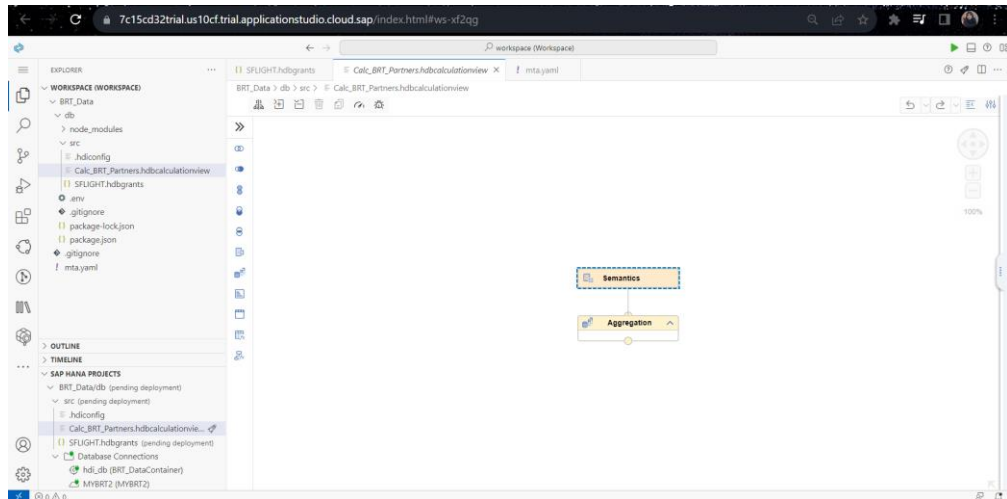 7c15cd32trial.us10cf.trial.applicationstudio.cloud.sap/index.html#ws-xf2qg
workspace (Workspace)
EXPLORER
SFLIGHT.hdbgrants
Calc_BRT_Partners.hdbcalculationview
mta.yaml
WORKSPACE (WORKSPACE)
BRT_Data > db > src > Calc_BRT_Partners.hdbcalculationview
BRT_Data
db
node_modules
src
.hdiconfig
Calc_BRT_Partners.hdbcalculationview
SFLIGHT.hdbgrants
.env
.gitignore
package-lock.json
package.json
.gitignore
mta.yaml
100%
Semantics
Aggregation
OUTLINE
TIMELINE
SAP HANA PROJECTS
BRT_Data/db (pending deployment)
src (pending deployment)
.hdiconfig
Calc_BRT_Partners.hdbcalculationvie...
SFLIGHT.hdbgrants (pending deployment)
Database Connections
hdi_db (BRT_DataContainer)
MYBRT2 (MYBRT2)
0 0